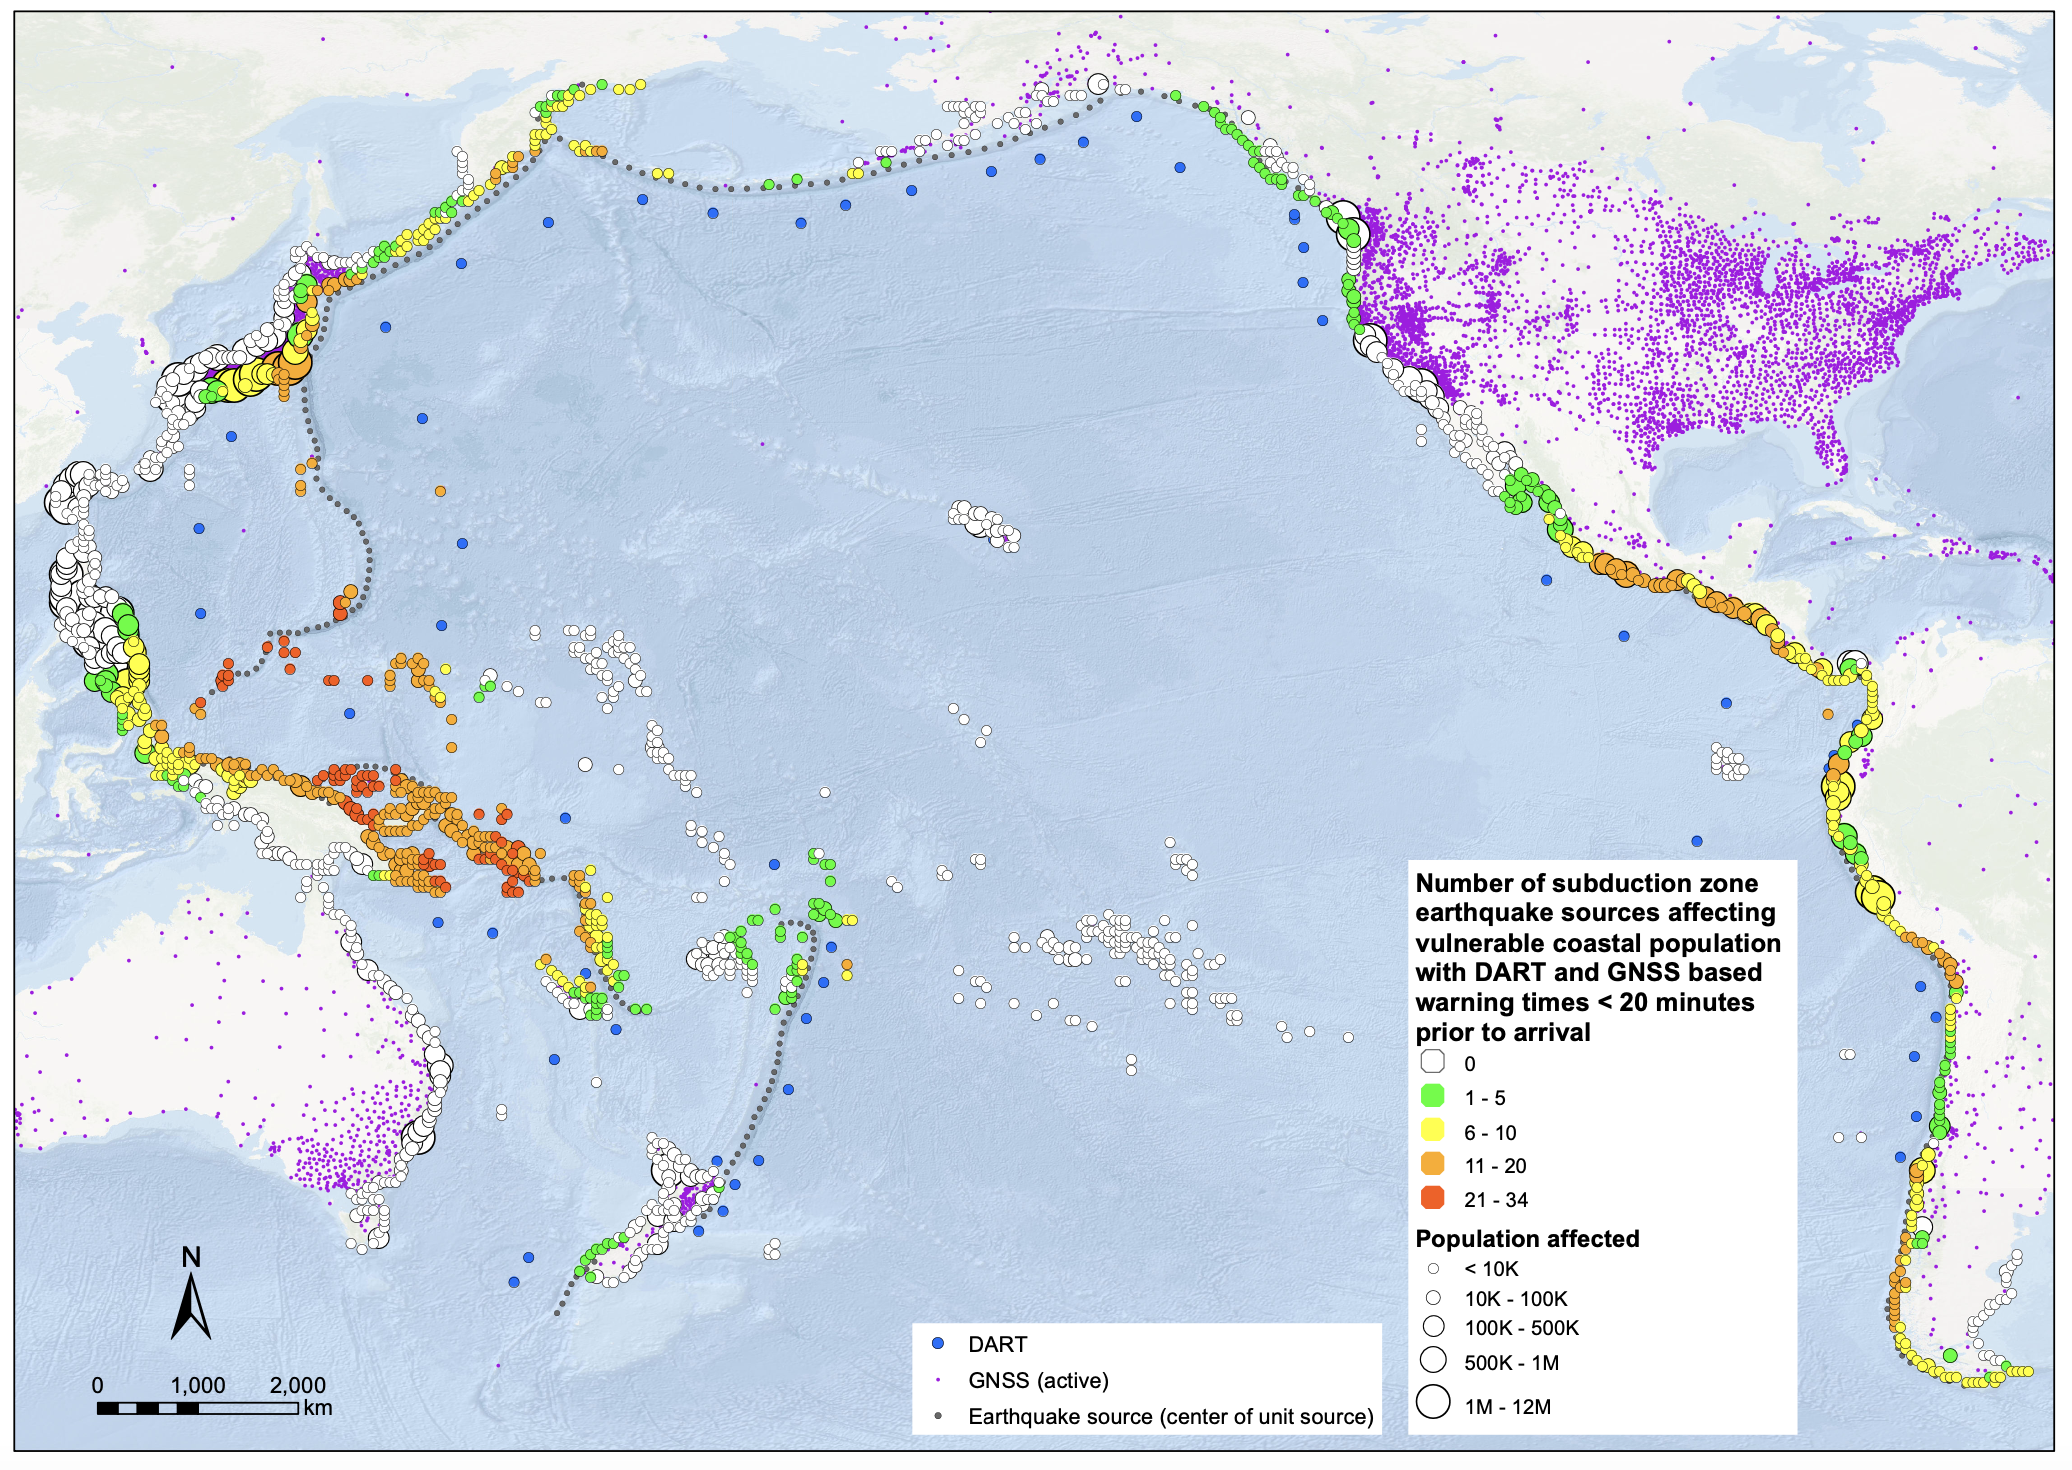 Number of subduction zone
earthquake sources affecting
vulnerable coastal population
with DART and GNSS based
warning times < 20 minutes
prior to arrival
0
1 - 5
6 - 10
11 - 20
21 - 34
Population affected
< 10K
10K - 100K
100K - 500K
500K - 1M
1M - 12M
N
0 1,000 2,000
km
DART
GNSS (active)
Earthquake source (center of unit source)